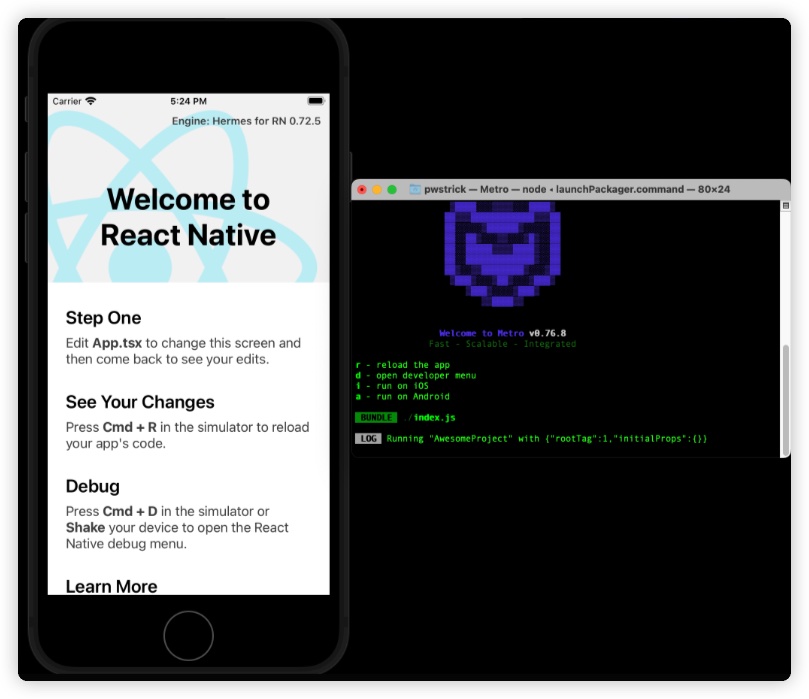 Carrier 5:24 PM
Engine: Hermes for RN 0.72.5
Welcome to
React Native
Step One
Edit App.tsx to change this screen and
then come back to see your edits.
See Your Changes
Press Cmd + R in the simulator to reload
your app's code.
Debug
Press Cmd + D in the simulator or
Shake your device to open the React
Native debug menu.
Learn More
pwstrick — Metro — node • launchPackager.command — 80×24
Welcome to Metro v0.76.8
Fast - Scalable - Integrated
r - reload the app
d - open developer menu
i - run on iOS
a - run on Android
BUNDLE ./index.js
LOG Running "AwesomeProject" with {"rootTag":1,"initialProps":{}}